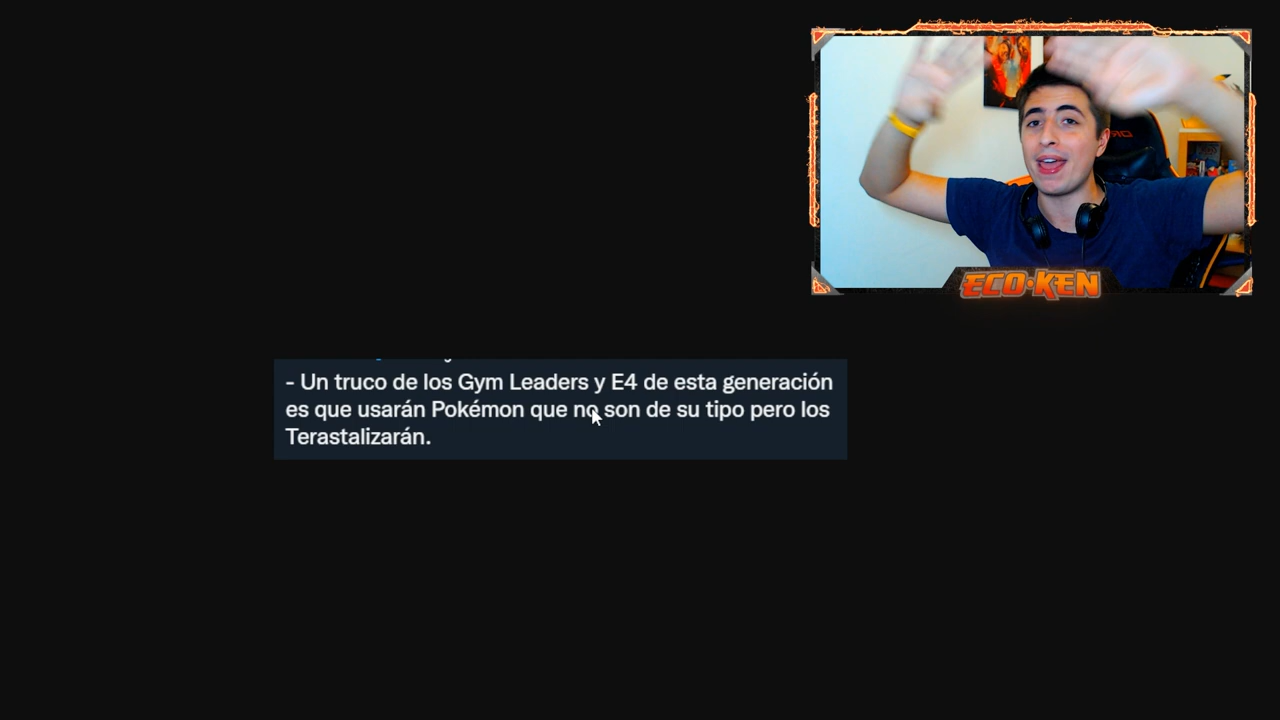 ECO·KEN
- Un truco de los Gym Leaders y E4 de esta generación
es que usarán Pokémon que no son de su tipo pero los
Terastalizarán.